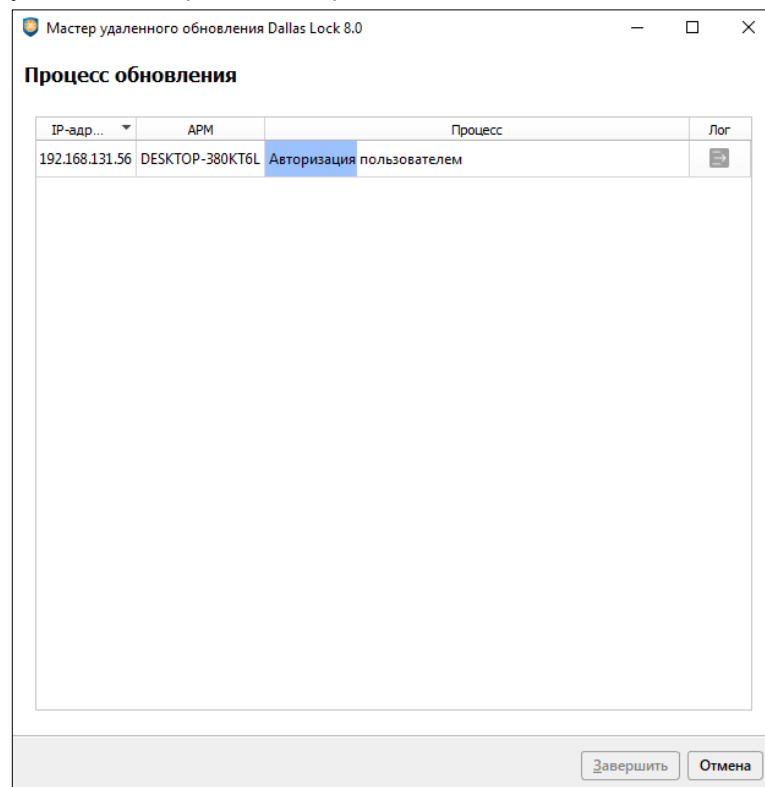 Мастер удаленного обновления Dallas Lock 8.0
Процесс обновления
IP-адр... АРМ Процесс Лог
192.168.131.56 DESKTOP-380KT6L Авторизация пользователем
Завершить Отмена